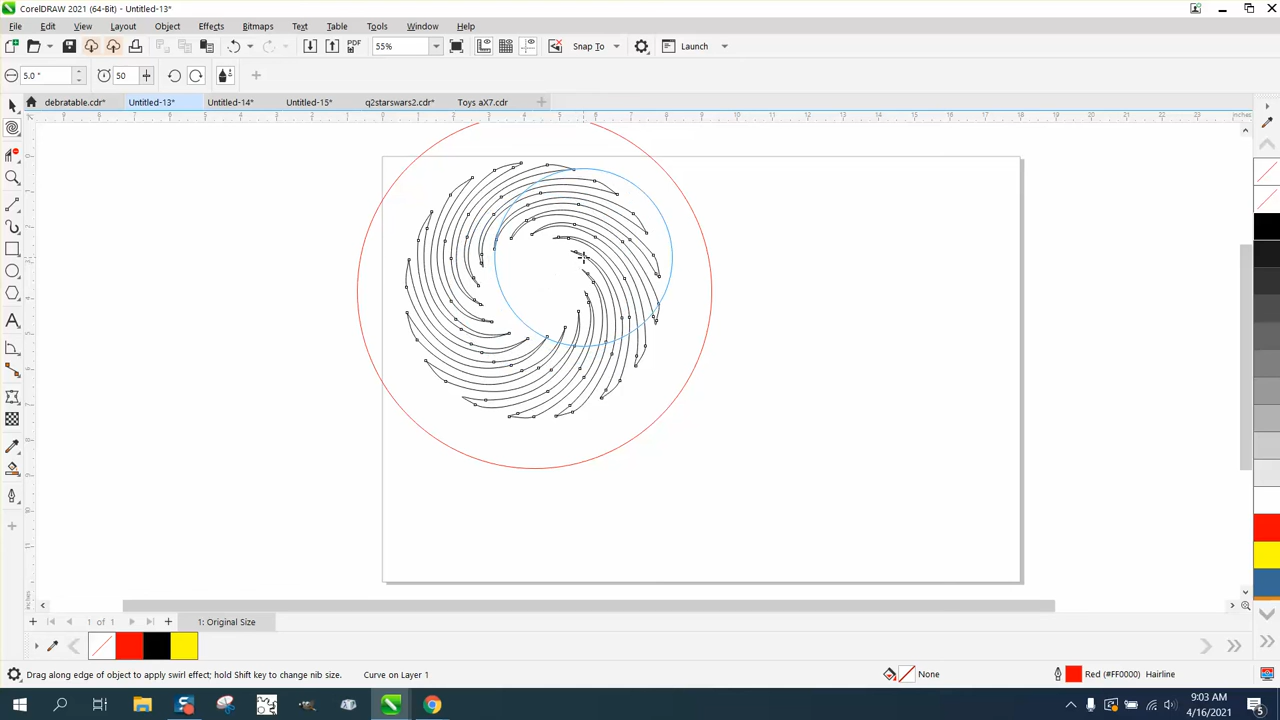 CorelDRAW 2021 (64-Bit) - Untitled-13*
File Edit View Layout Object Effects Bitmaps Text Table Tools Window Help
PDF 55% Snap To Launch
5.0 " 50
debratable.cdr* Untitled-13* Untitled-14* Untitled-15* q2starswars2.cdr* Toys aX7.cdr
inches
1 of 1 1: Original Size
Drag along edge of object to apply swirl effect; hold Shift key to change nib size. Curve on Layer 1 None Red (#FF0000) Hairline
9:03 AM
4/16/2021
5